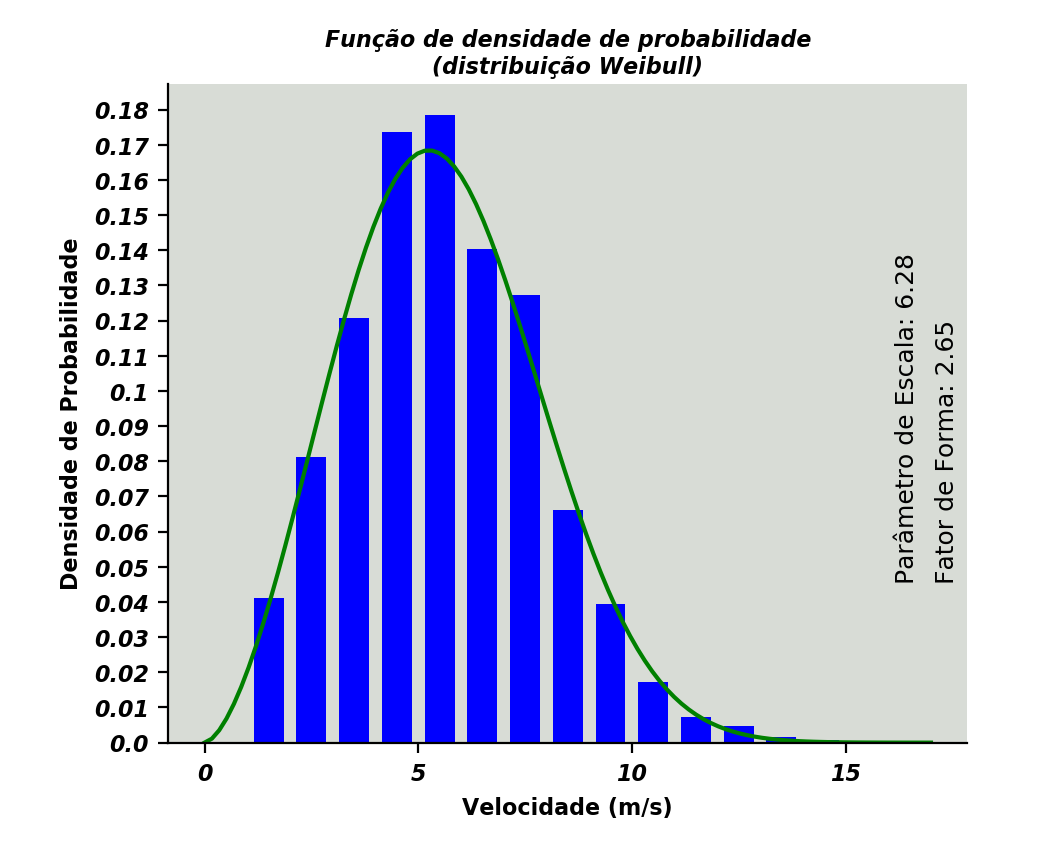 Função de densidade de probabilidade
(distribuição Weibull)
Densidade de Probabilidade
0.18
0.17
0.16
0.15
0.14
0.13
0.12
0.11
0.1
0.09
0.08
0.07
0.06
0.05
0.04
0.03
0.02
0.01
0.0
Parâmetro de Escala: 6.28
Fator de Forma: 2.65
0 5 10 15
Velocidade (m/s)